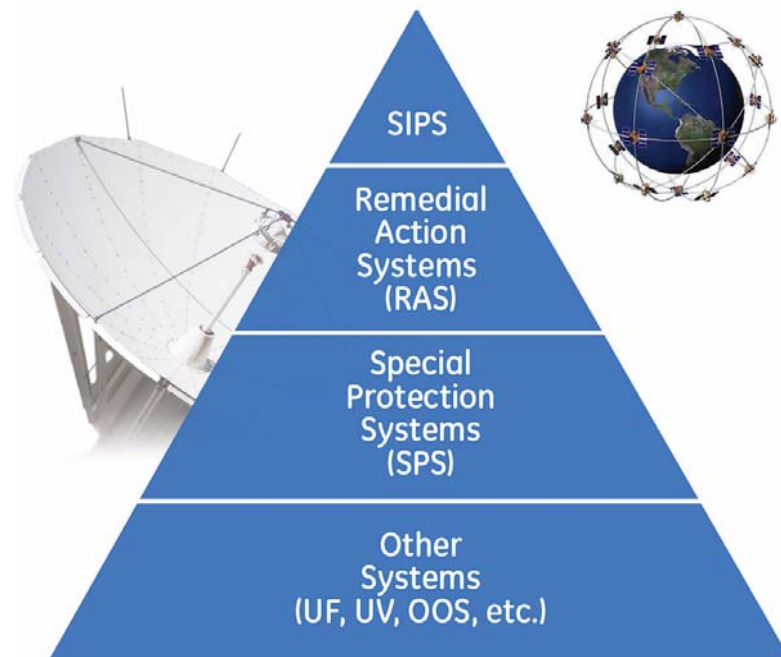 SIPS
Remedial
Action
Systems
(RAS)
Special
Protection
Systems
(SPS)
Other
Systems
(UF, UV, OOS, etc.)